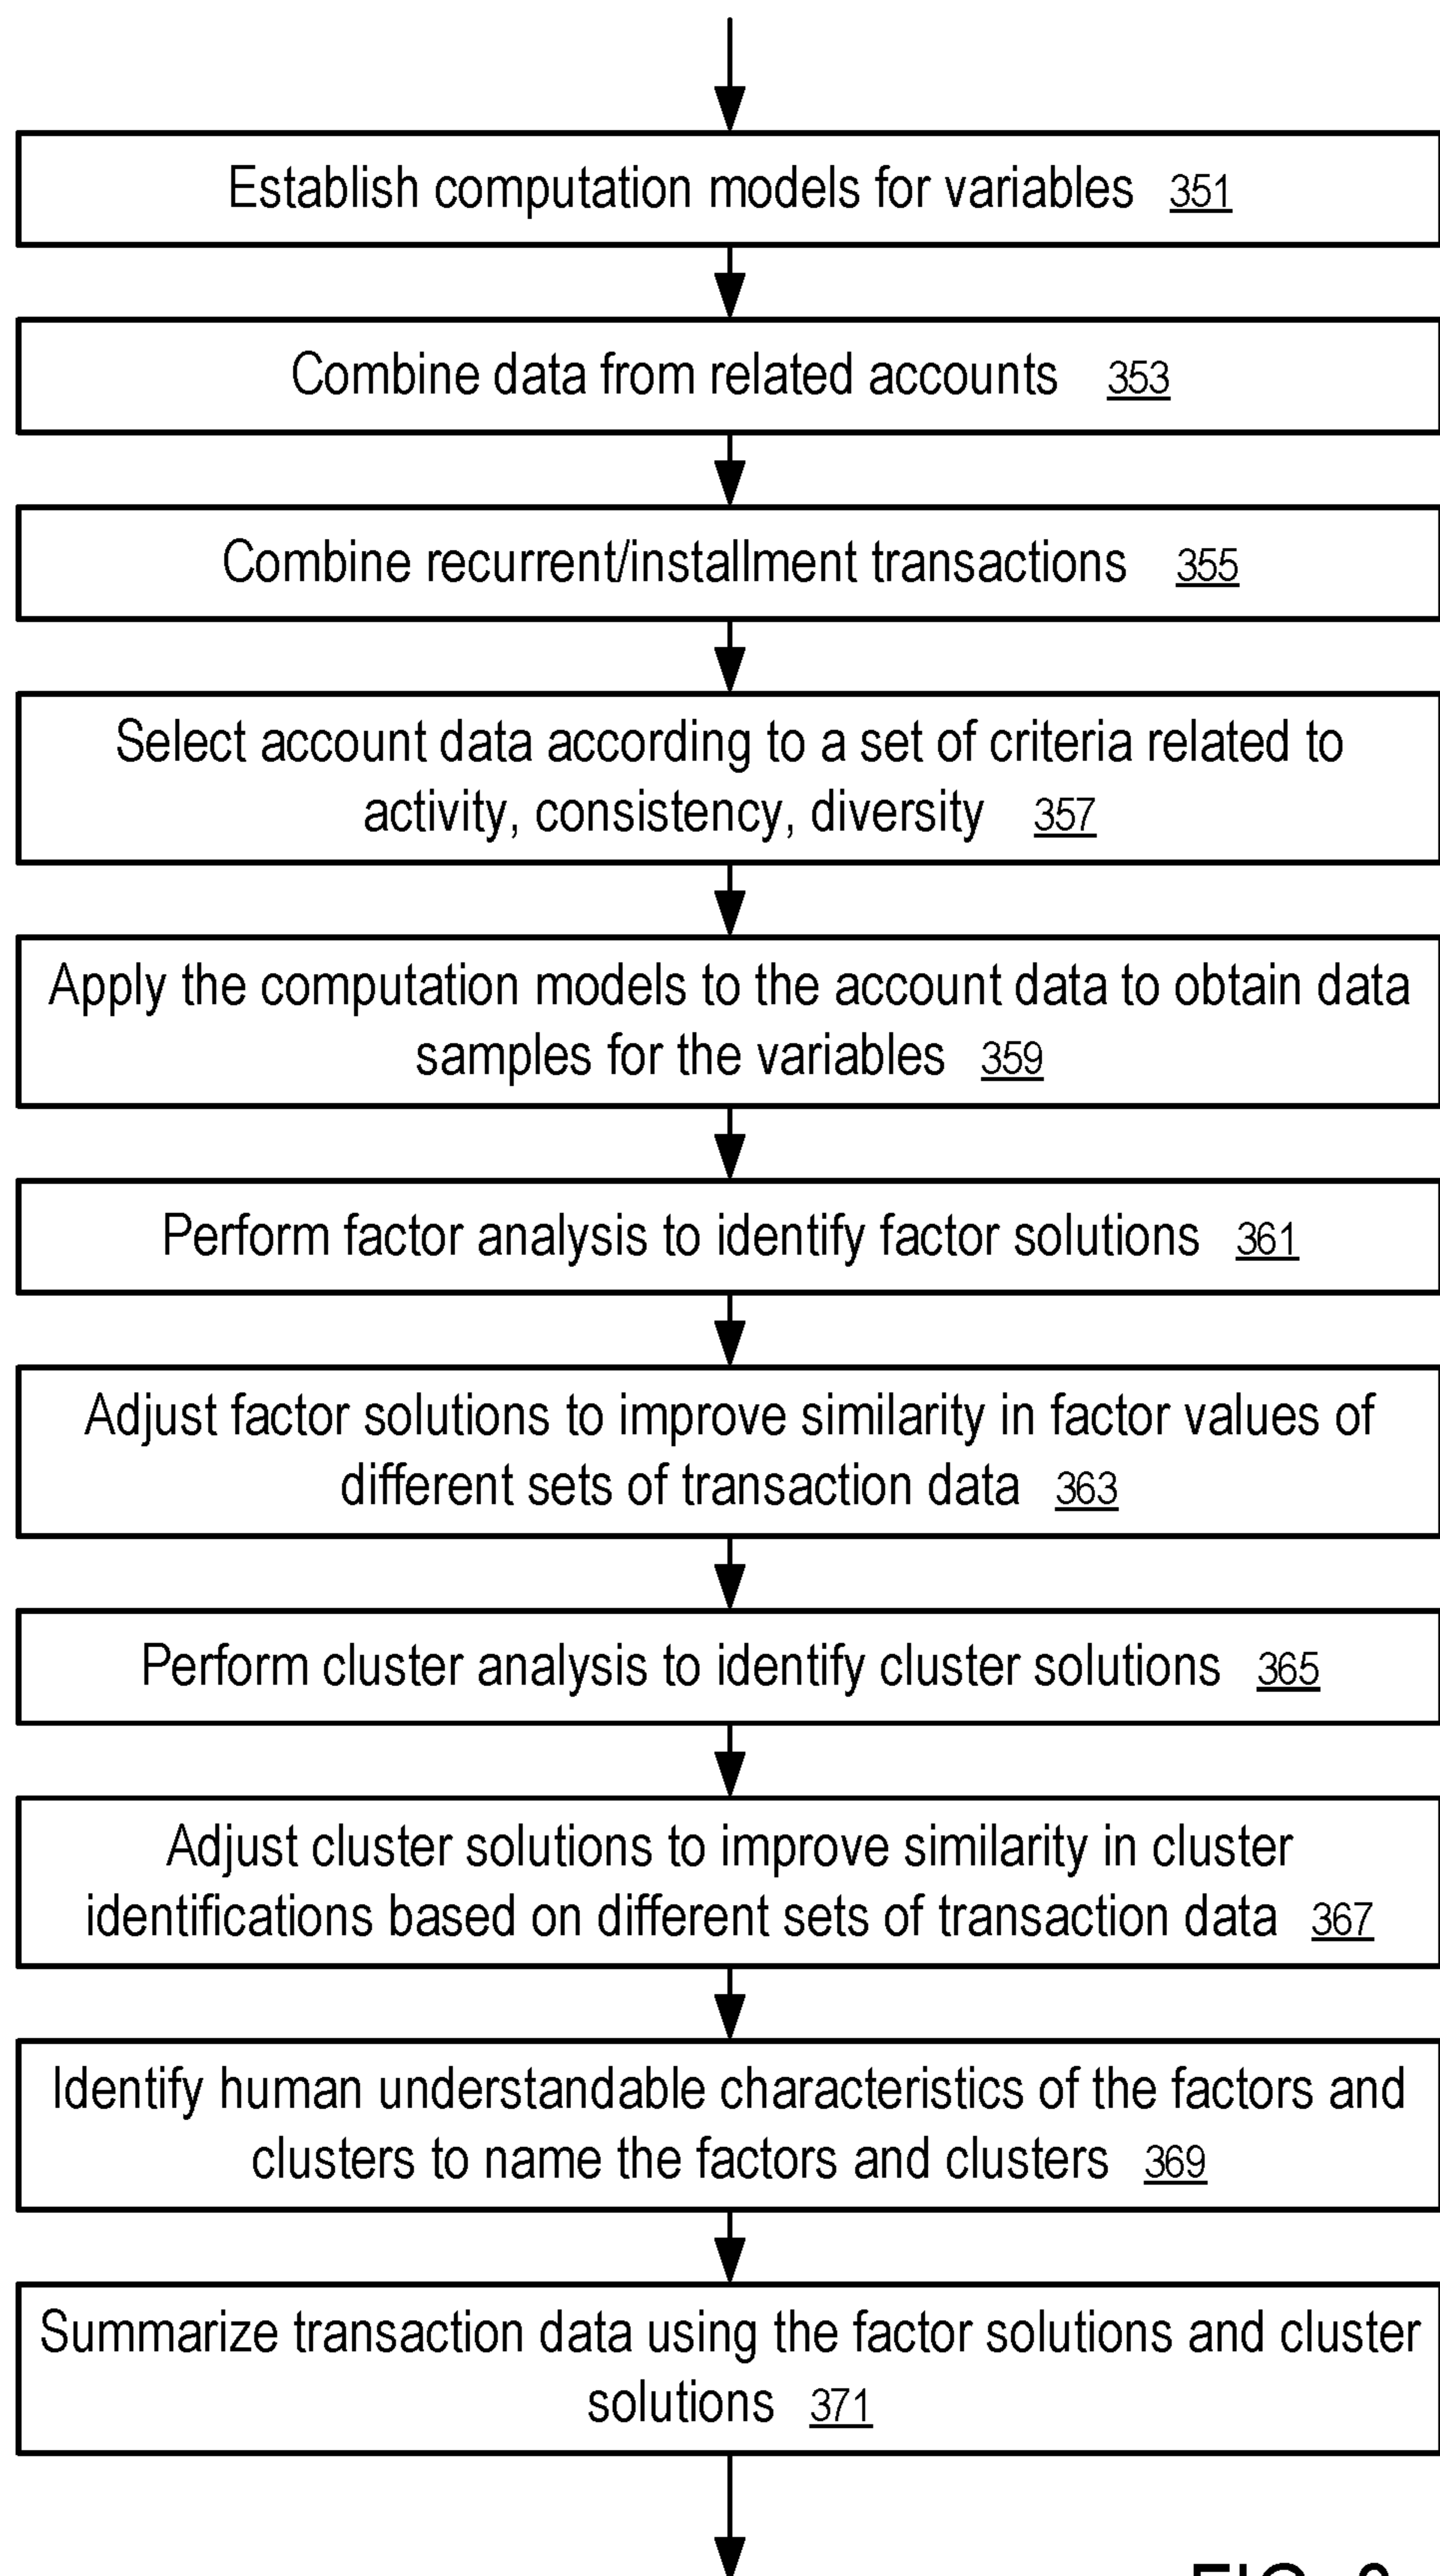 Establish computation models for variables 351
Combine data from related accounts 353
Combine recurrent/installment transactions 355
Select account data according to a set of criteria related to
activity, consistency, diversity 357
Apply the computation models to the account data to obtain data
samples for the variables 359
Perform factor analysis to identify factor solutions 361
Adjust factor solutions to improve similarity in factor values of
different sets of transaction data 363
Perform cluster analysis to identify cluster solutions 365
Adjust cluster solutions to improve similarity in cluster
identifications based on different sets of transaction data 367
Identify human understandable characteristics of the factors and
clusters to name the factors and clusters 369
Summarize transaction data using the factor solutions and cluster
solutions 371